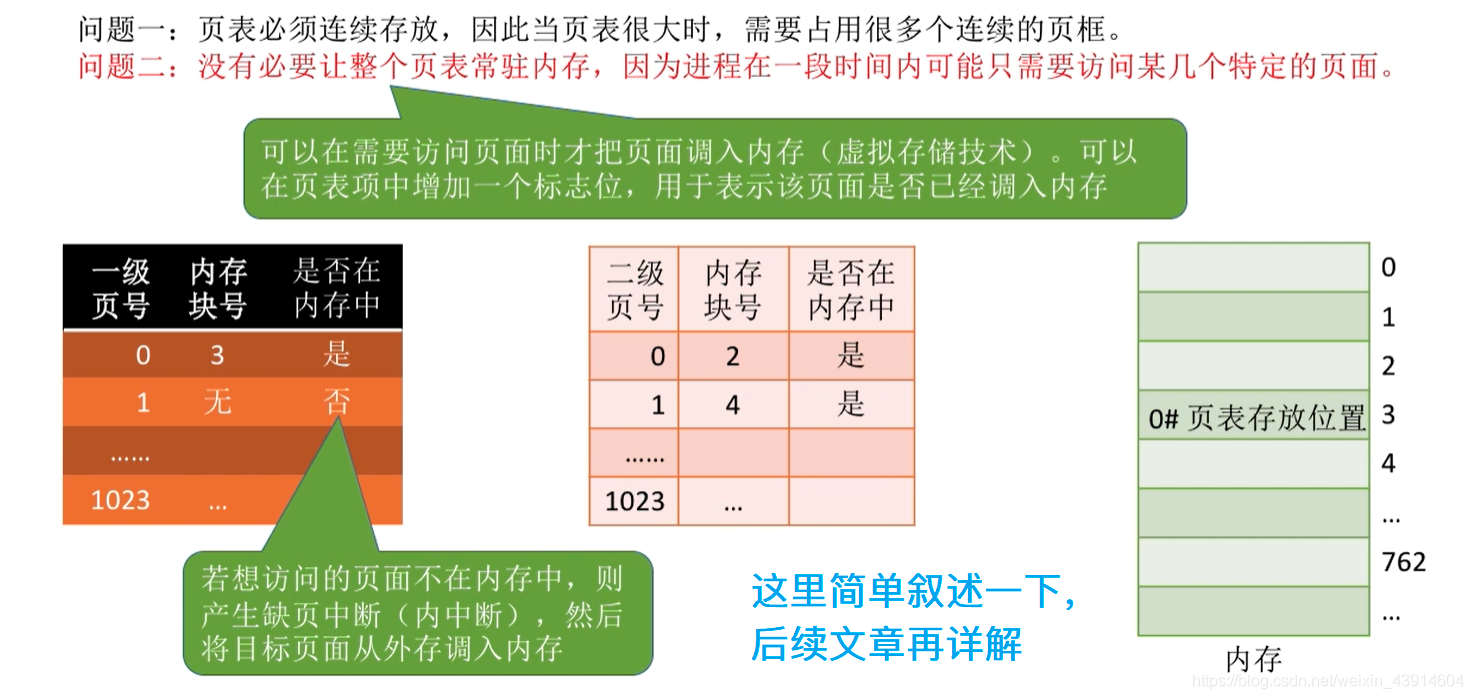 问题一：页表必须连续存放，因此当页表很大时，需要占用很多个连续的页框。
问题二：没有必要让整个页表常驻内存，因为进程在一段时间内可能只需要访问某几个特定的页面。
可以在需要访问页面时才把页面调入内存（虚拟存储技术）。可以
在页表项中增加一个标志位，用于表示该页面是否已经调入内存
一级 内存 是否在
页号 块号 内存中
0 3 是
1 无 否
……
1023 …
二级 内存 是否在
页号 块号 内存中
0 2 是
1 4 是
……
1023 …
0
1
2
0# 页表存放位置 3
4
…
762
…
内存
若想访问的页面不在内存中，则
产生缺页中断（内中断），然后
将目标页面从外存调入内存
这里简单叙述一下，
后续文章再详解
https://blog.csdn.net/weixin_43914604